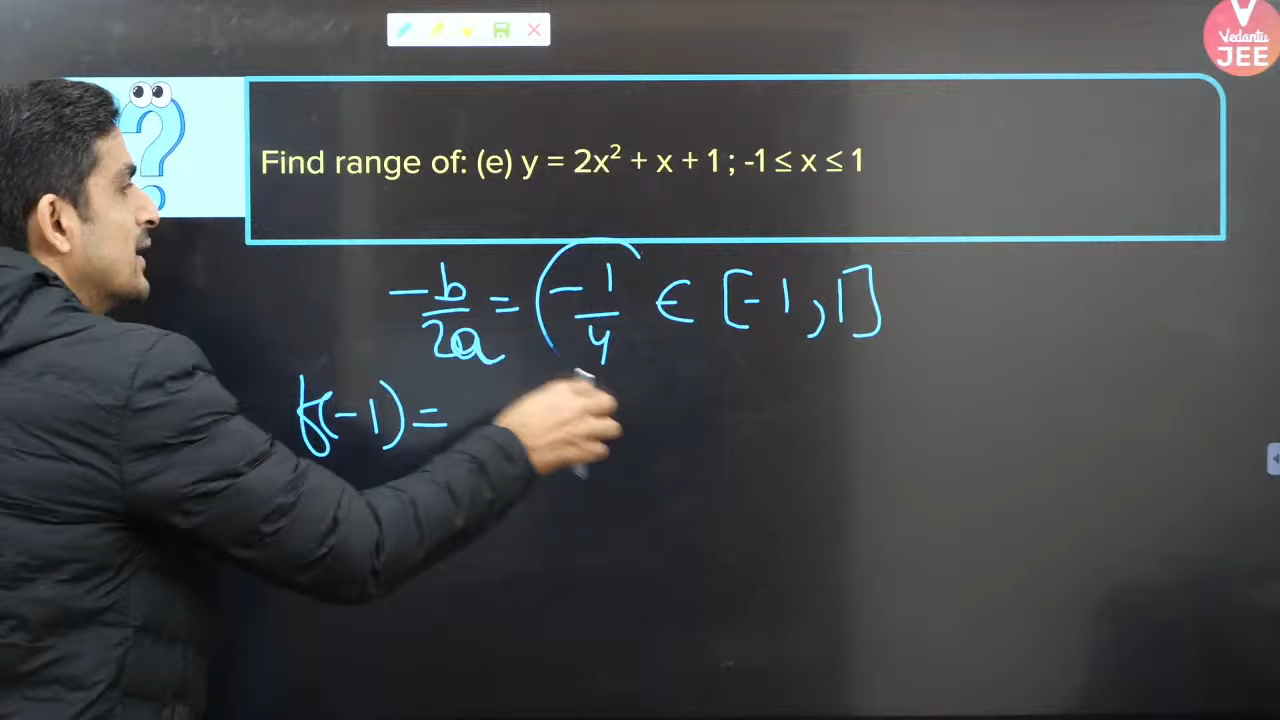 Vedantu
JEE
Find range of: (e) y = 2x² + x + 1 ; -1 ≤ x ≤ 1
-b/2a = -1/4 ∈ [-1, 1]
f(-1) =